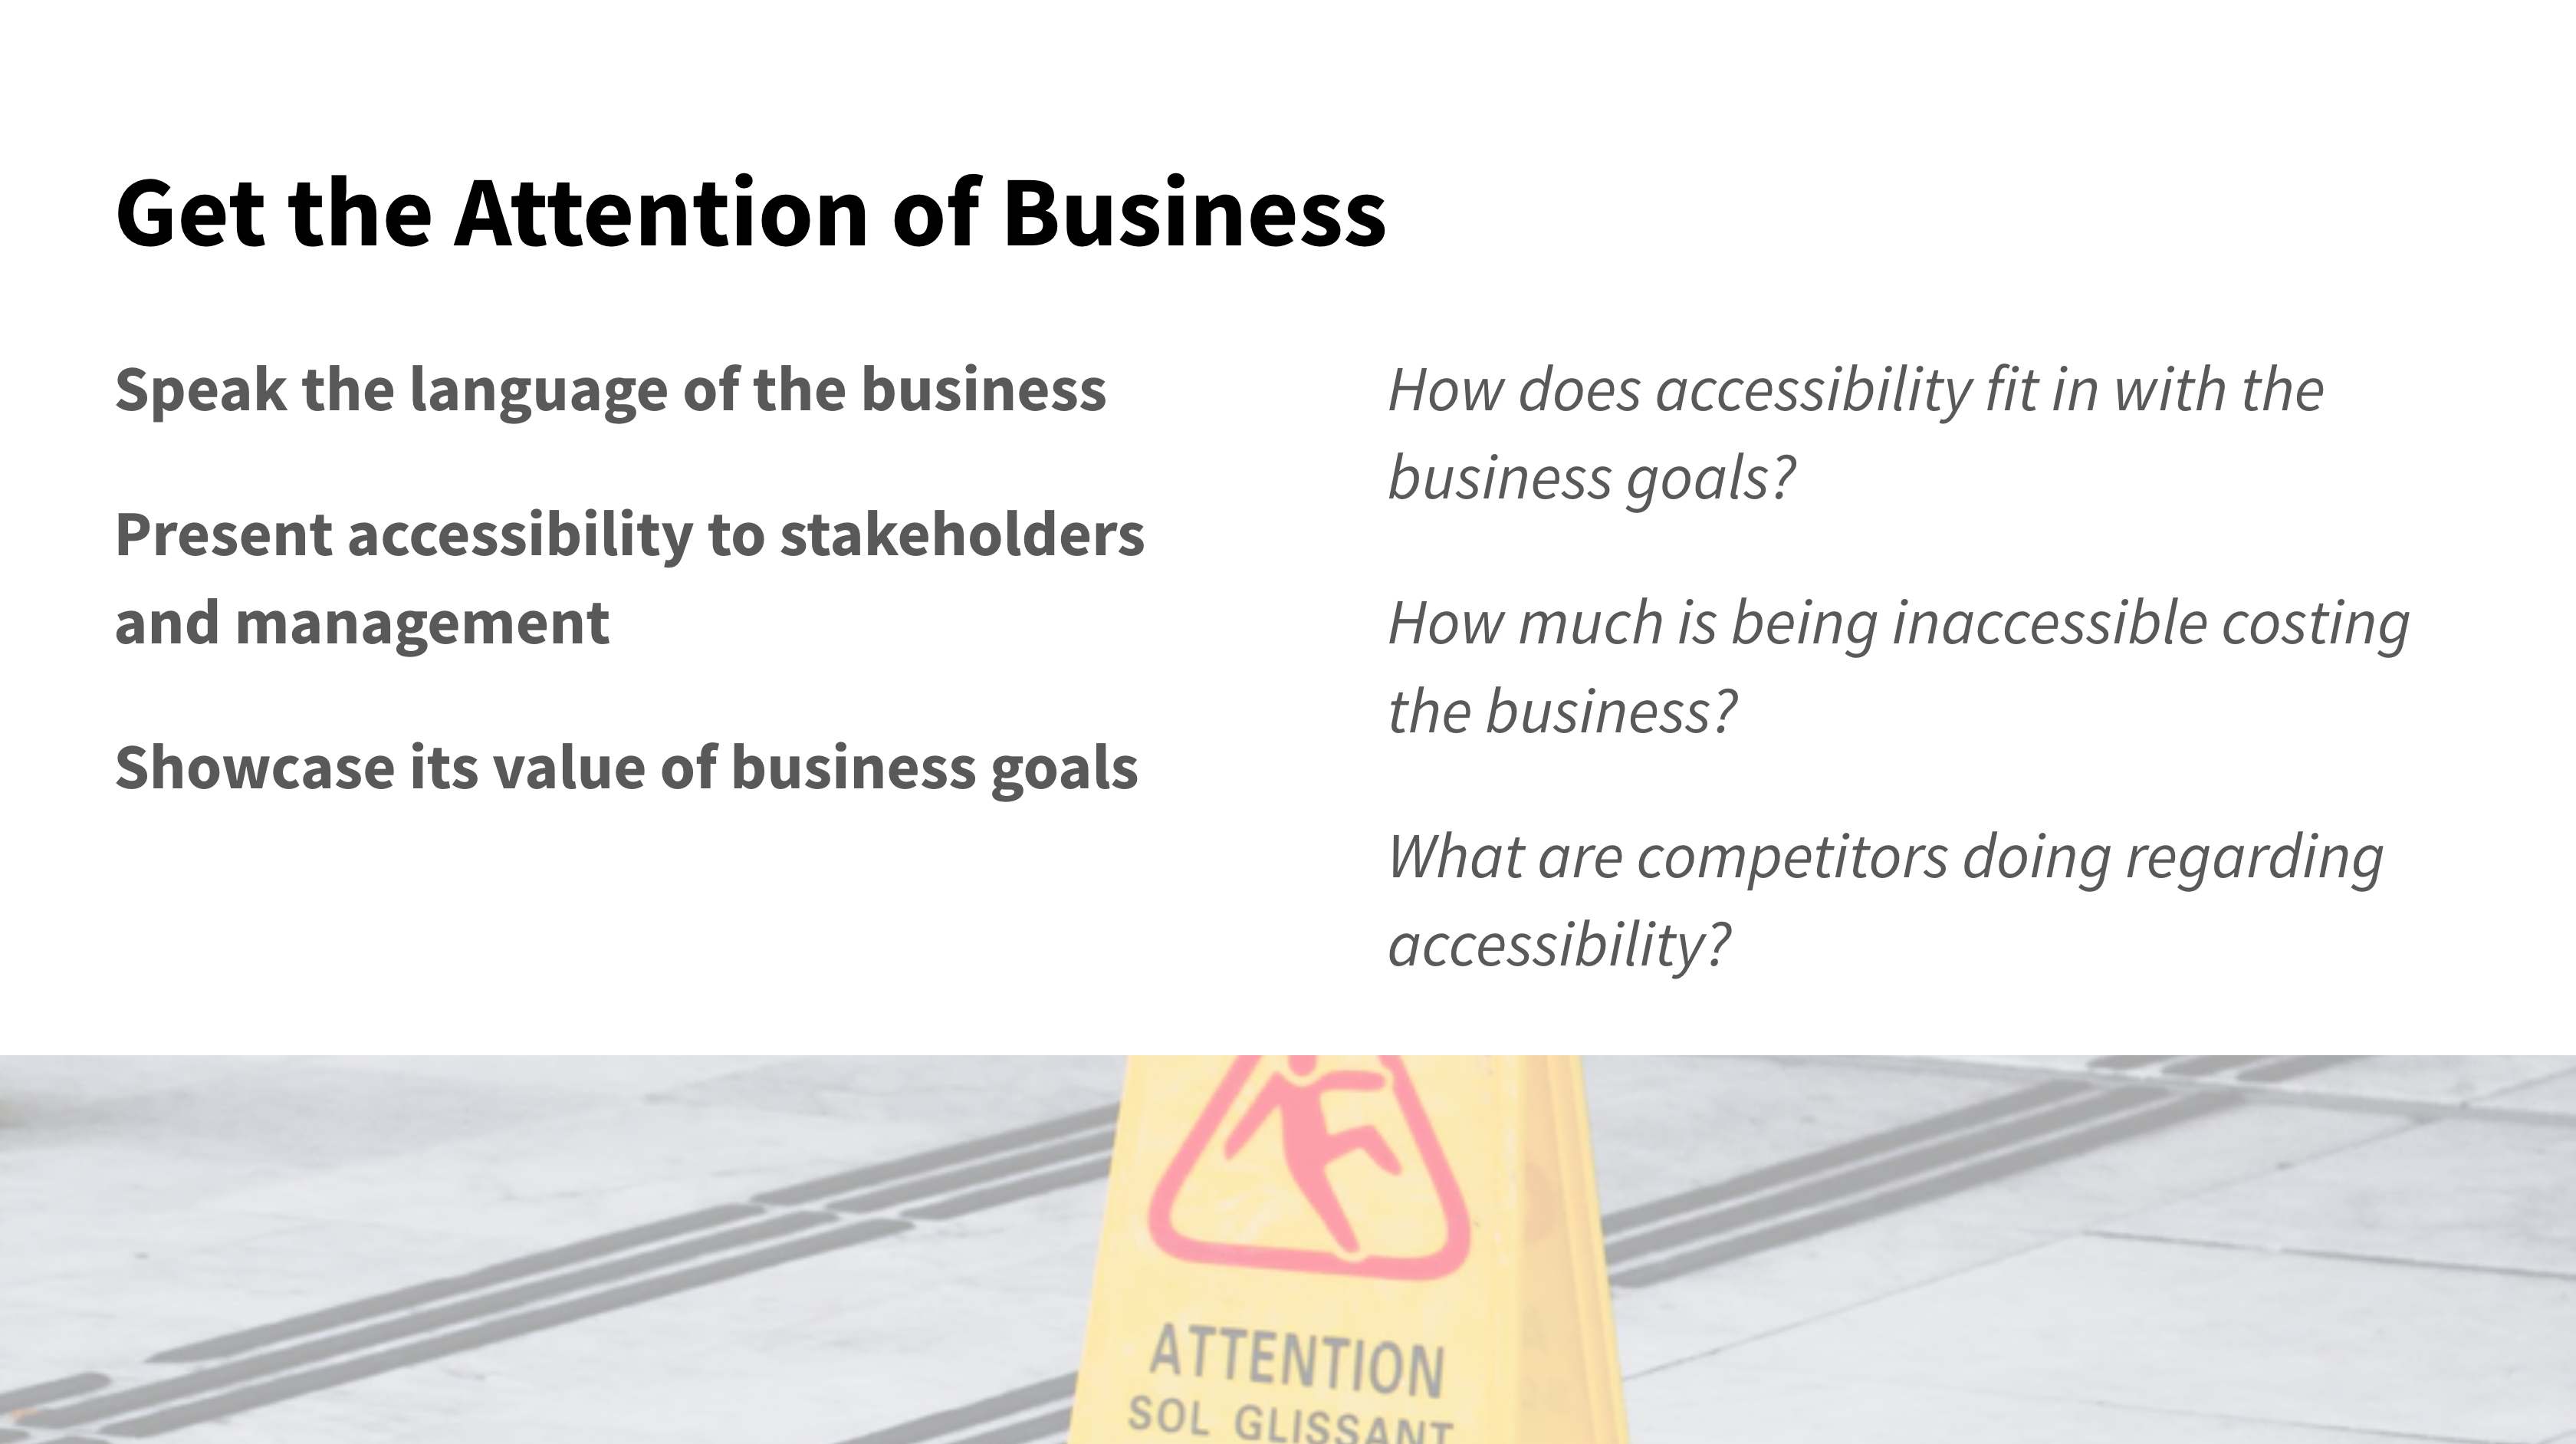 Get the Attention of Business
Speak the language of the business
Present accessibility to stakeholders
and management
Showcase its value of business goals
How does accessibility fit in with the
business goals?
How much is being inaccessible costing
the business?
What are competitors doing regarding
accessibility?
ATTENTION
SOL GLISSANT